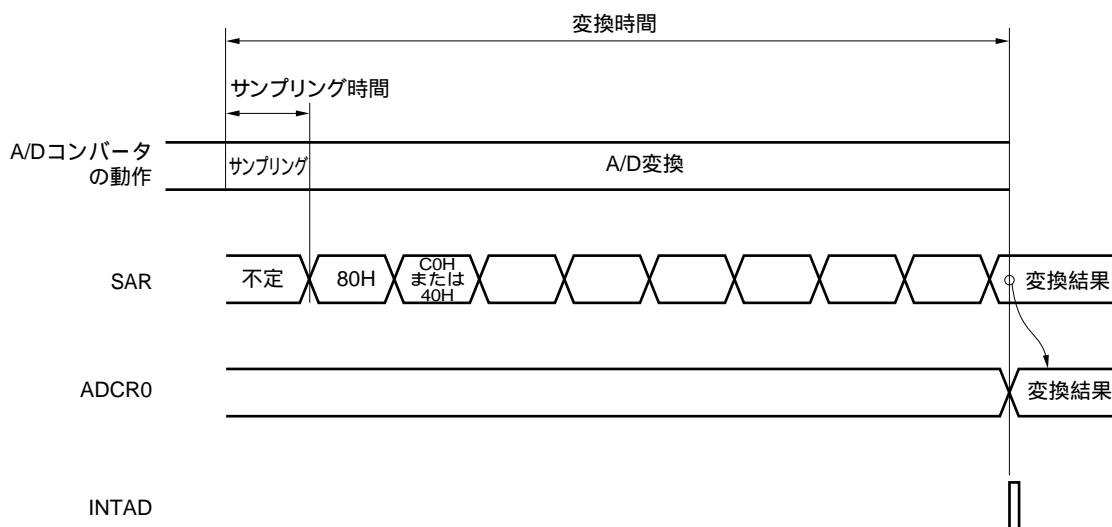 変換時間
サンプリング時間
A/Dコンバータ
の動作
サンプリング
A/D変換
SAR
不定
80H
C0H
または
40H
変換結果
ADCR0
変換結果
INTAD